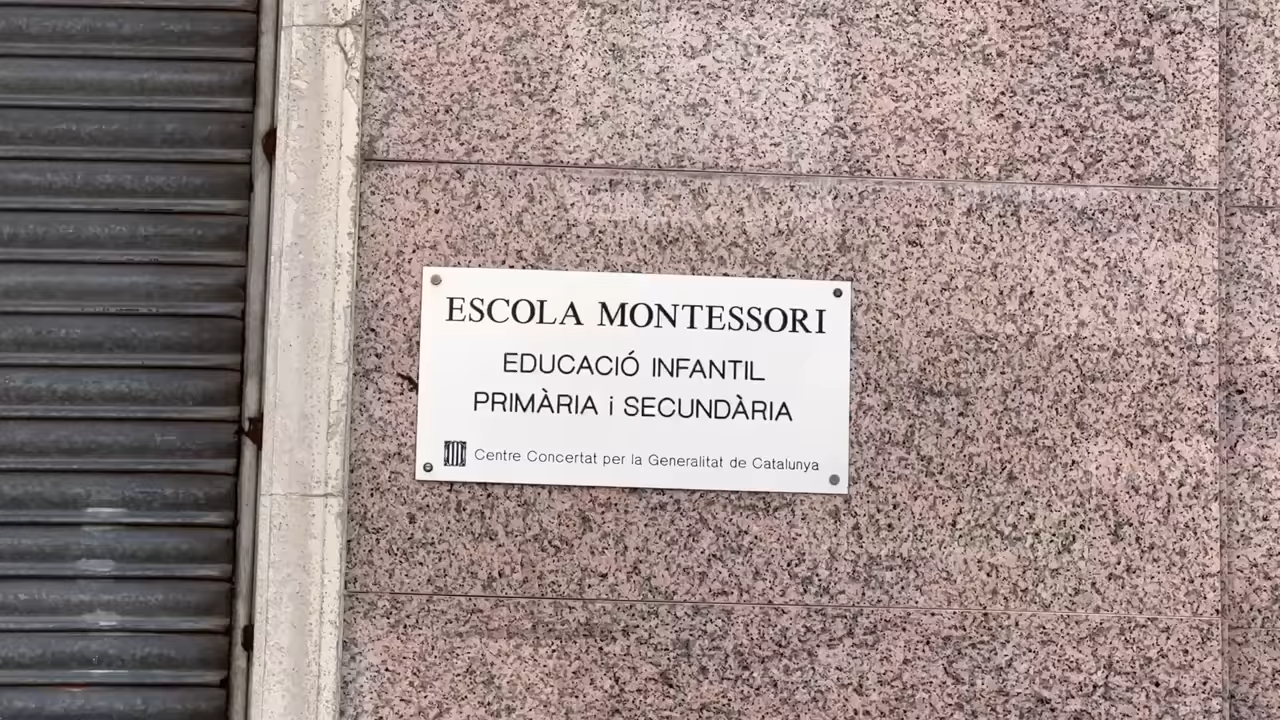 ESCOLA MONTESSORI
EDUCACIÓ INFANTIL
PRIMÀRIA i SECUNDÀRIA
Centre Concertat per la Generalitat de Catalunya